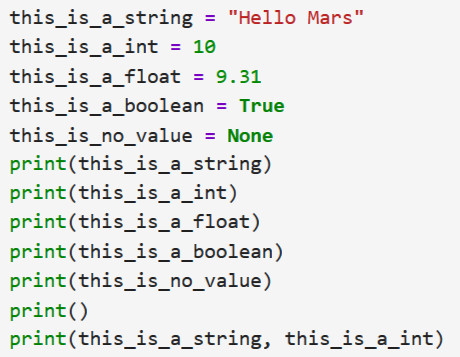 this_is_a_string = "Hello Mars"
this_is_a_int = 10
this_is_a_float = 9.31
this_is_a_boolean = True
this_is_no_value = None
print(this_is_a_string)
print(this_is_a_int)
print(this_is_a_float)
print(this_is_a_boolean)
print(this_is_no_value)
print()
print(this_is_a_string, this_is_a_int)